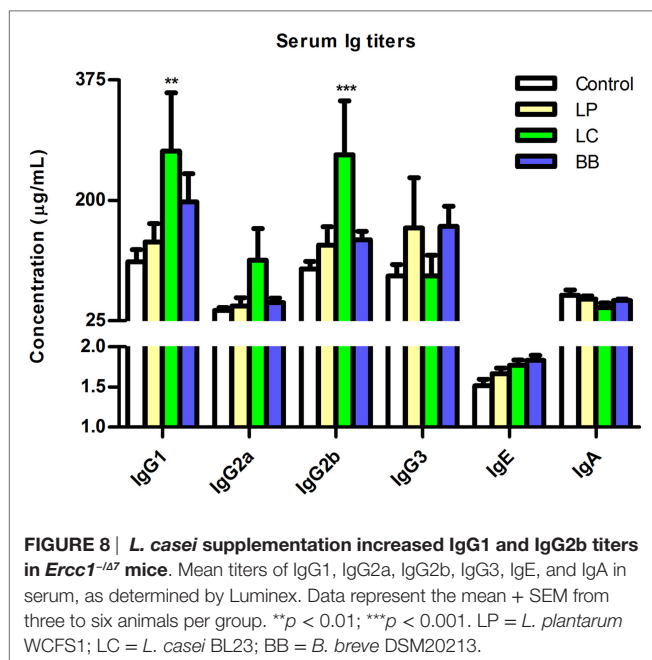 Serum Ig titers
375
200
25
2.0
1.5
1.0
Concentration (µg/mL)
**
***
Control
LP
LC
BB
IgG1
IgG2a
IgG2b
IgG3
IgE
IgA
FIGURE 8 | L. casei supplementation increased IgG1 and IgG2b titers
in Ercc1⁻/Δ7 mice. Mean titers of IgG1, IgG2a, IgG2b, IgG3, IgE, and IgA in
serum, as determined by Luminex. Data represent the mean + SEM from
three to six animals per group. **p < 0.01; ***p < 0.001. LP = L. plantarum
WCFS1; LC = L. casei BL23; BB = B. breve DSM20213.